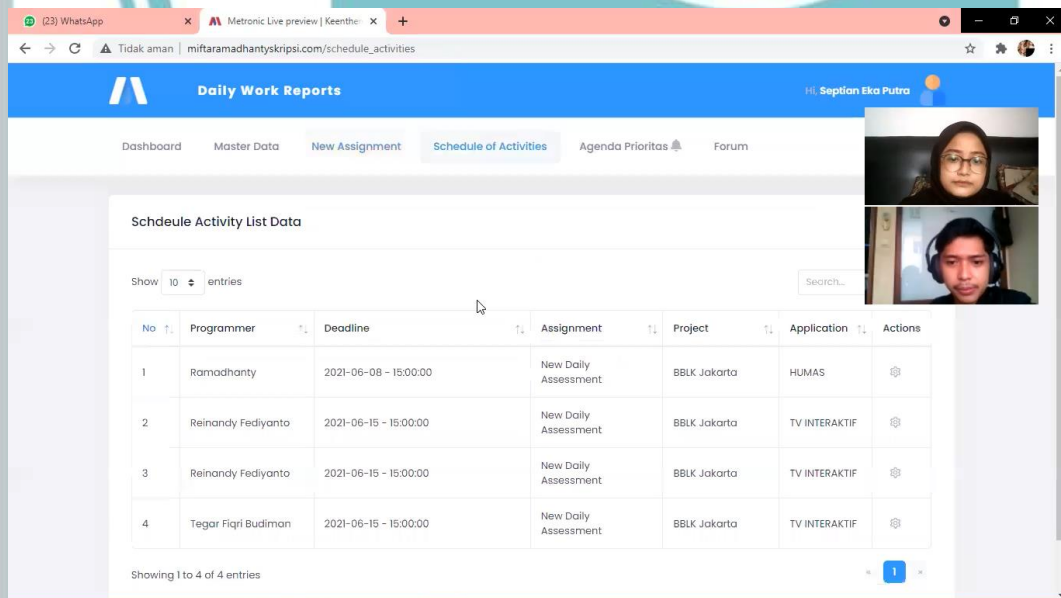 23 (23) WhatsApp
Metronic Live preview | Keenthem
Tidak aman | miftaramadhantyskripsi.com/schedule_activities
Daily Work Reports
Hi, Septian Eka Putra
Dashboard Master Data New Assignment Schedule of Activities Agenda Prioritas Forum
Schdeule Activity List Data
Show 10 entries
Search...
No Programmer Deadline Assignment Project Application Actions
1 Ramadhanty 2021-06-08 - 15:00:00 New Daily Assessment BBLK Jakarta HUMAS
2 Reinandy Fediyanto 2021-06-15 - 15:00:00 New Daily Assessment BBLK Jakarta TV INTERAKTIF
3 Reinandy Fediyanto 2021-06-15 - 15:00:00 New Daily Assessment BBLK Jakarta TV INTERAKTIF
4 Tegar Fiqri Budiman 2021-06-15 - 15:00:00 New Daily Assessment BBLK Jakarta TV INTERAKTIF
Showing 1 to 4 of 4 entries
« 1 »